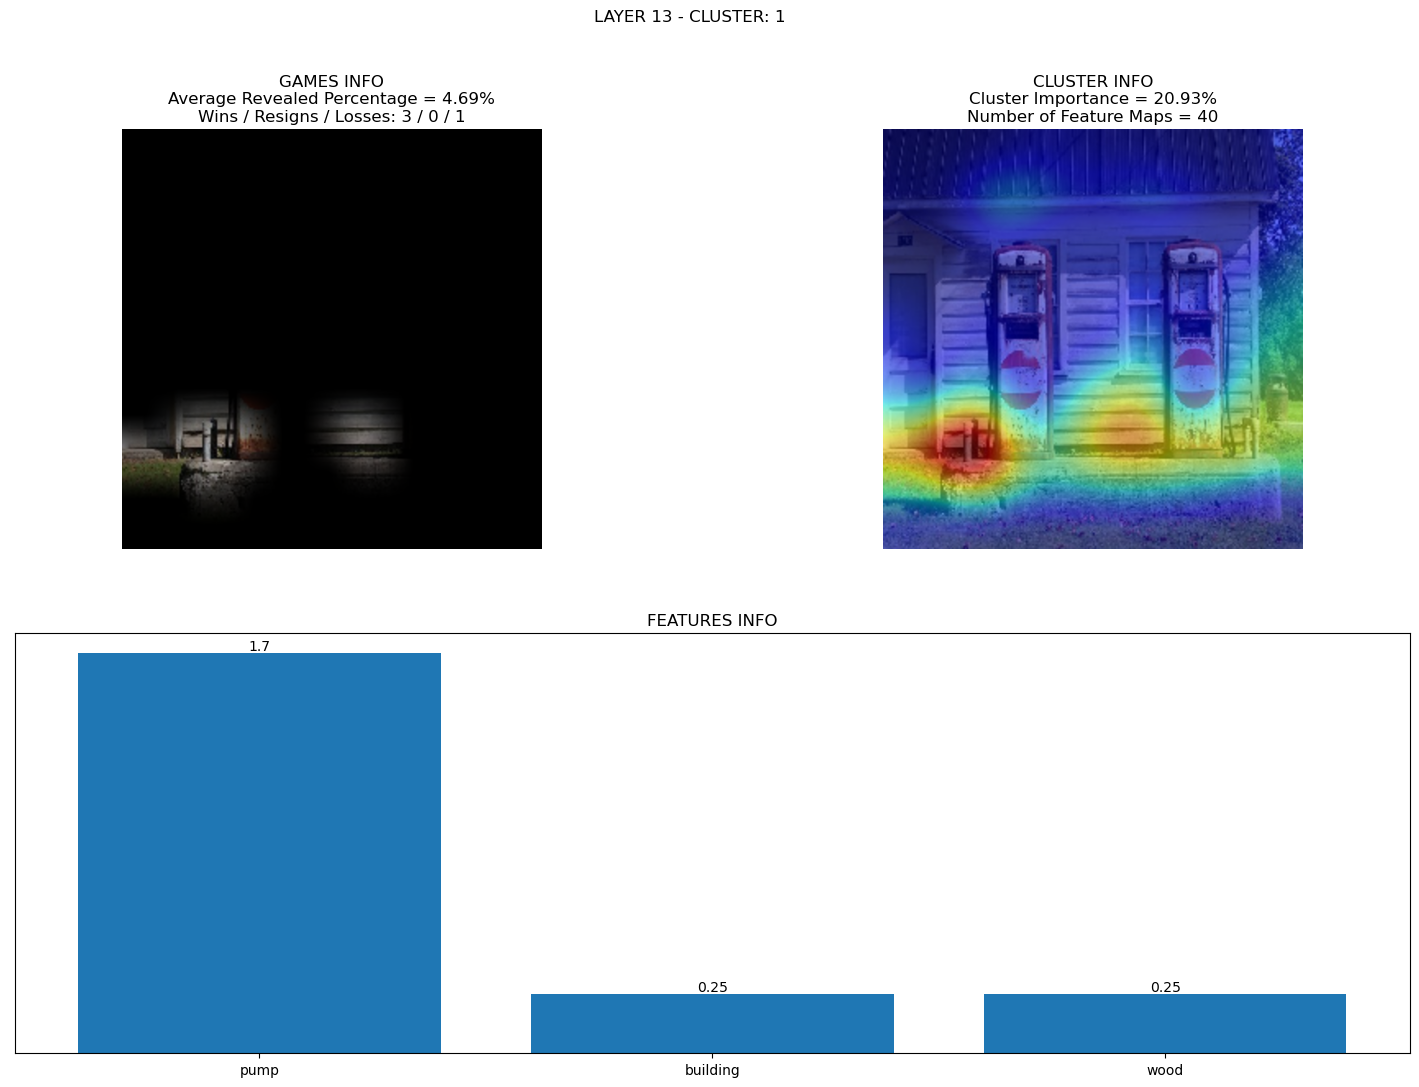 LAYER 13 - CLUSTER: 1
GAMES INFO
Average Revealed Percentage = 4.69%
Wins / Resigns / Losses: 3 / 0 / 1
CLUSTER INFO
Cluster Importance = 20.93%
Number of Feature Maps = 40
FEATURES INFO
1.7
0.25
0.25
pump
building
wood